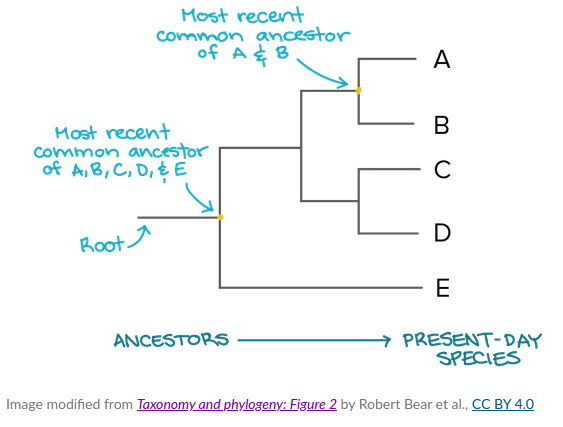 Most recent
common ancestor
of A & B
A
B
Most recent
common ancestor
of A, B, C, D, & E
C
D
Root
E
ANCESTORS
PRESENT-DAY
SPECIES
Image modified from Taxonomy and phylogeny: Figure 2 by Robert Bear et al., CC BY 4.0